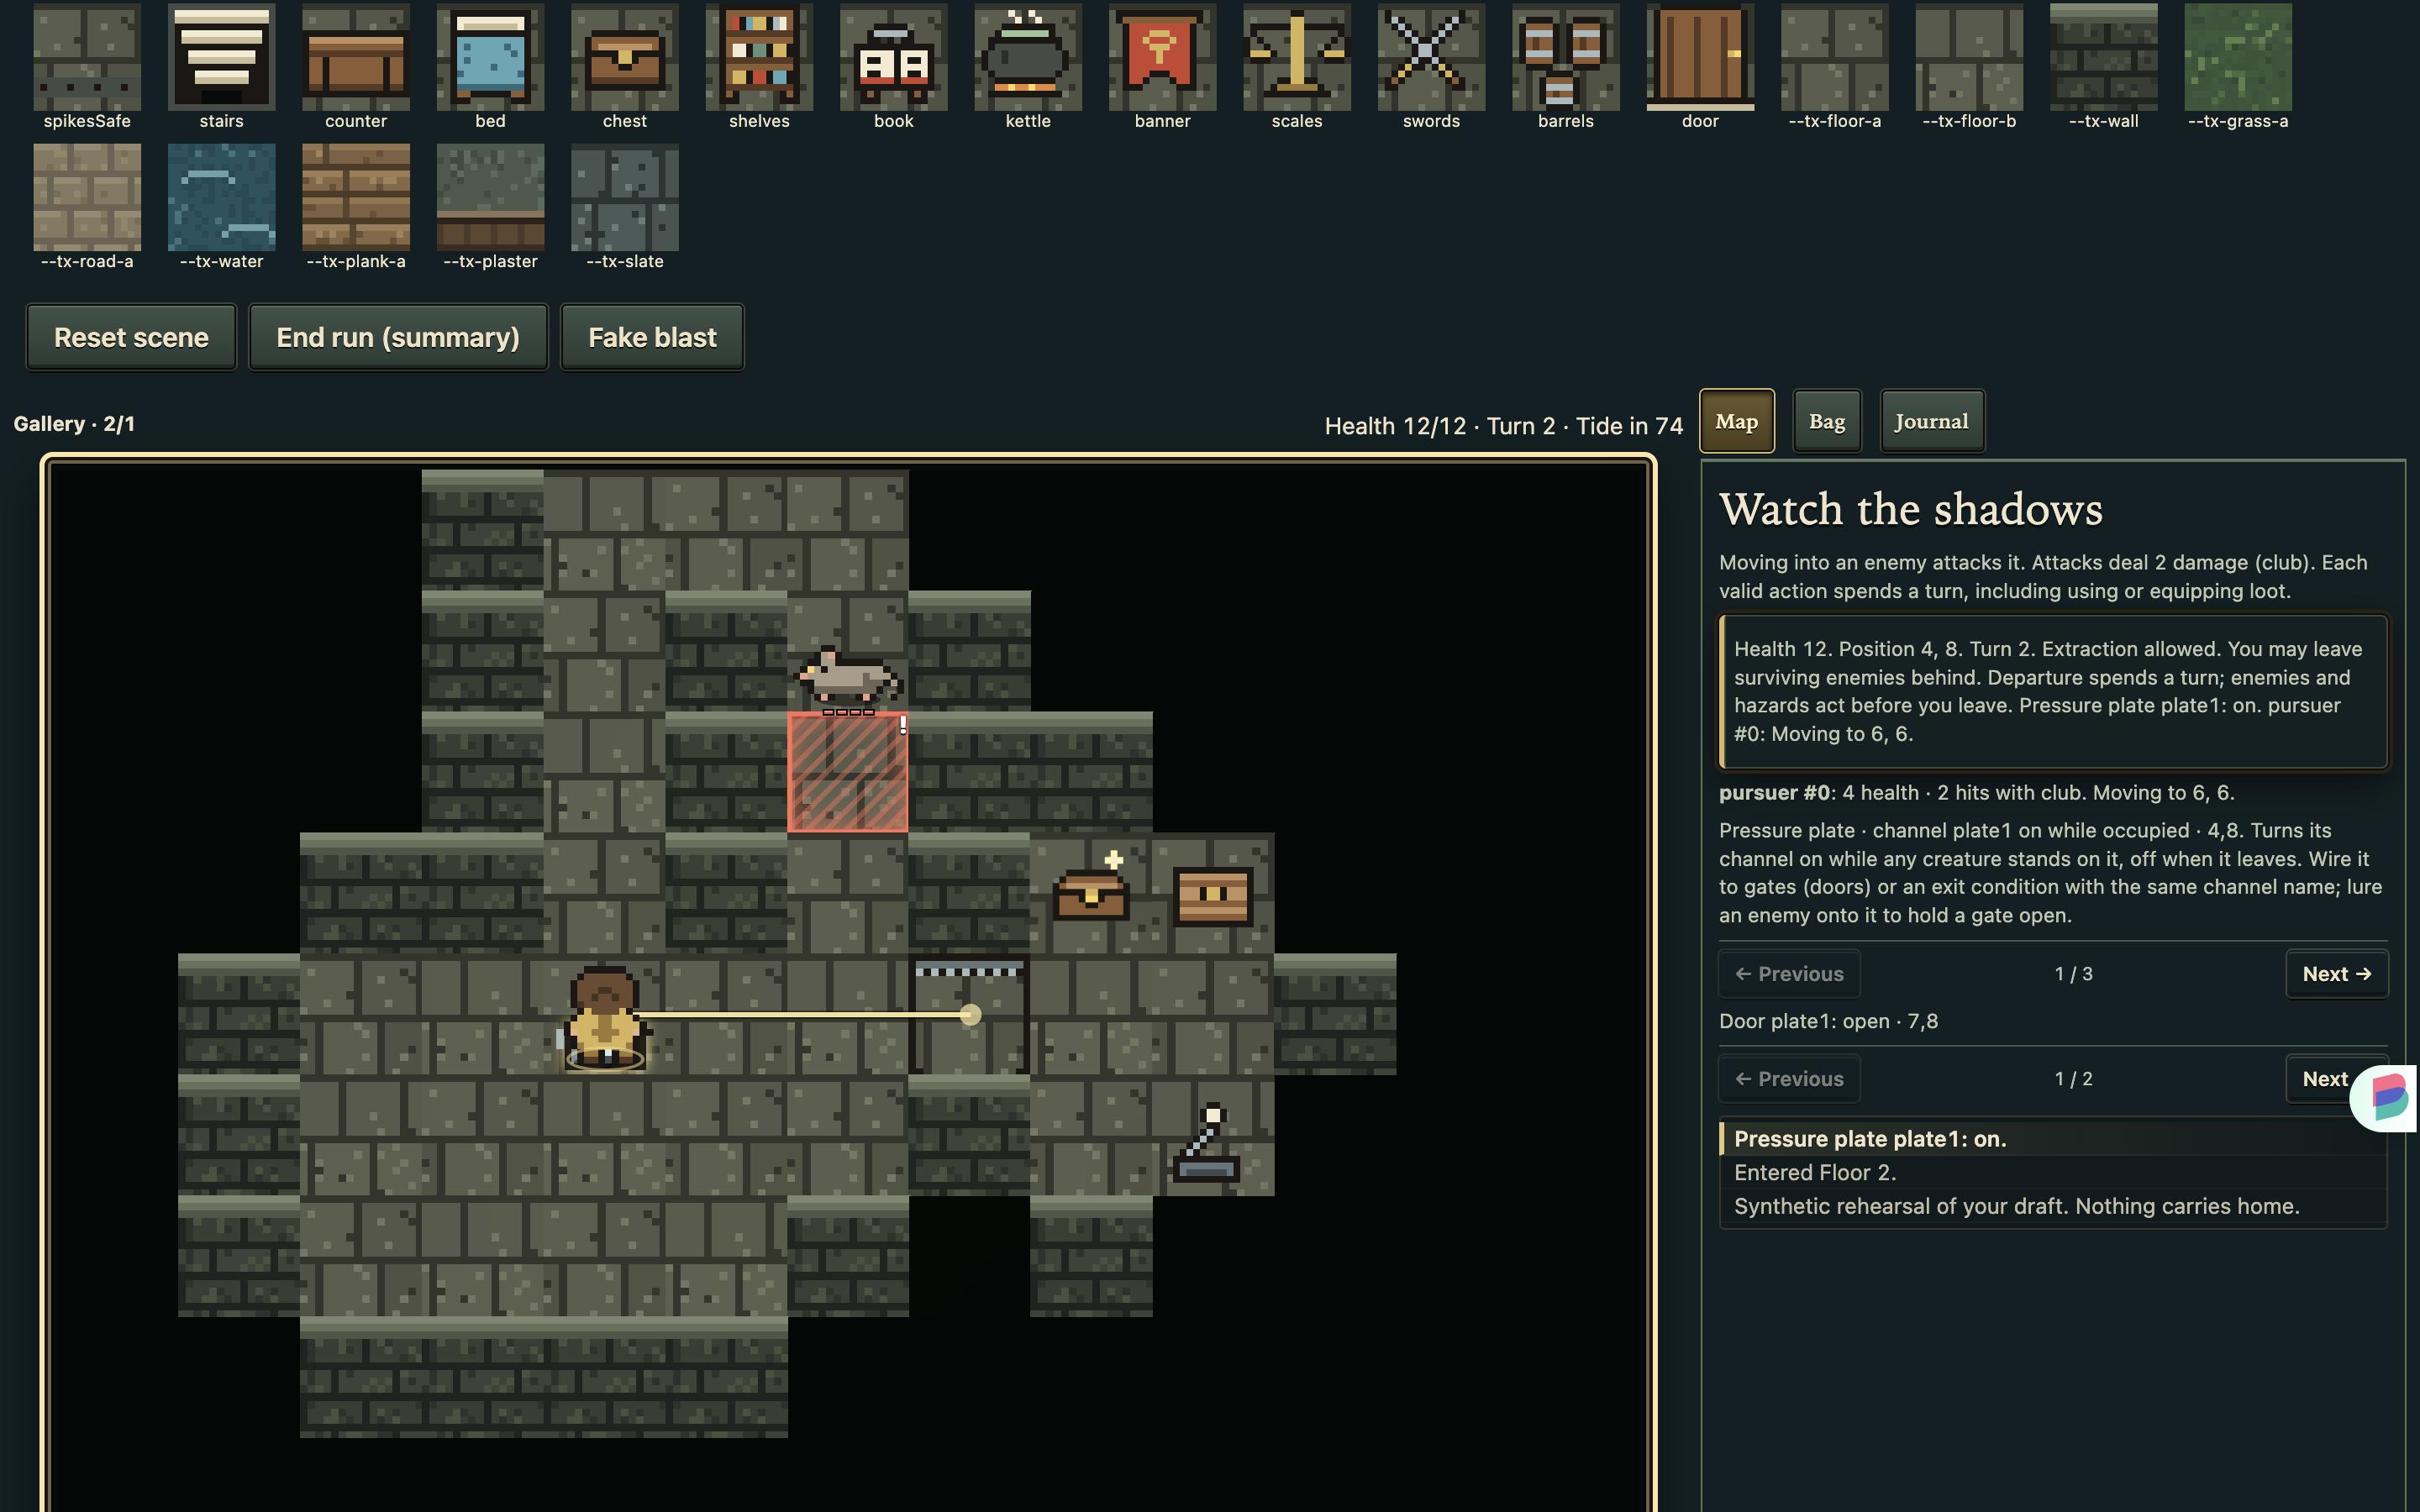 spikesSafe stairs counter bed chest shelves book kettle banner scales swords barrels door --tx-floor-a --tx-floor-b --tx-wall --tx-grass-a
--tx-road-a --tx-water --tx-plank-a --tx-plaster --tx-slate
Reset scene End run (summary) Fake blast
Gallery · 2/1
Health 12/12 · Turn 2 · Tide in 74
Map Bag Journal
!
Watch the shadows
Moving into an enemy attacks it. Attacks deal 2 damage (club). Each
valid action spends a turn, including using or equipping loot.
Health 12. Position 4, 8. Turn 2. Extraction allowed. You may leave
surviving enemies behind. Departure spends a turn; enemies and
hazards act before you leave. Pressure plate plate1: on. pursuer
#0: Moving to 6, 6.
pursuer #0: 4 health · 2 hits with club. Moving to 6, 6.
Pressure plate · channel plate1 on while occupied · 4,8. Turns its
channel on while any creature stands on it, off when it leaves. Wire it
to gates (doors) or an exit condition with the same channel name; lure
an enemy onto it to hold a gate open.
← Previous 1 / 3 Next →
Door plate1: open · 7,8
← Previous 1 / 2 Next
Pressure plate plate1: on.
Entered Floor 2.
Synthetic rehearsal of your draft. Nothing carries home.